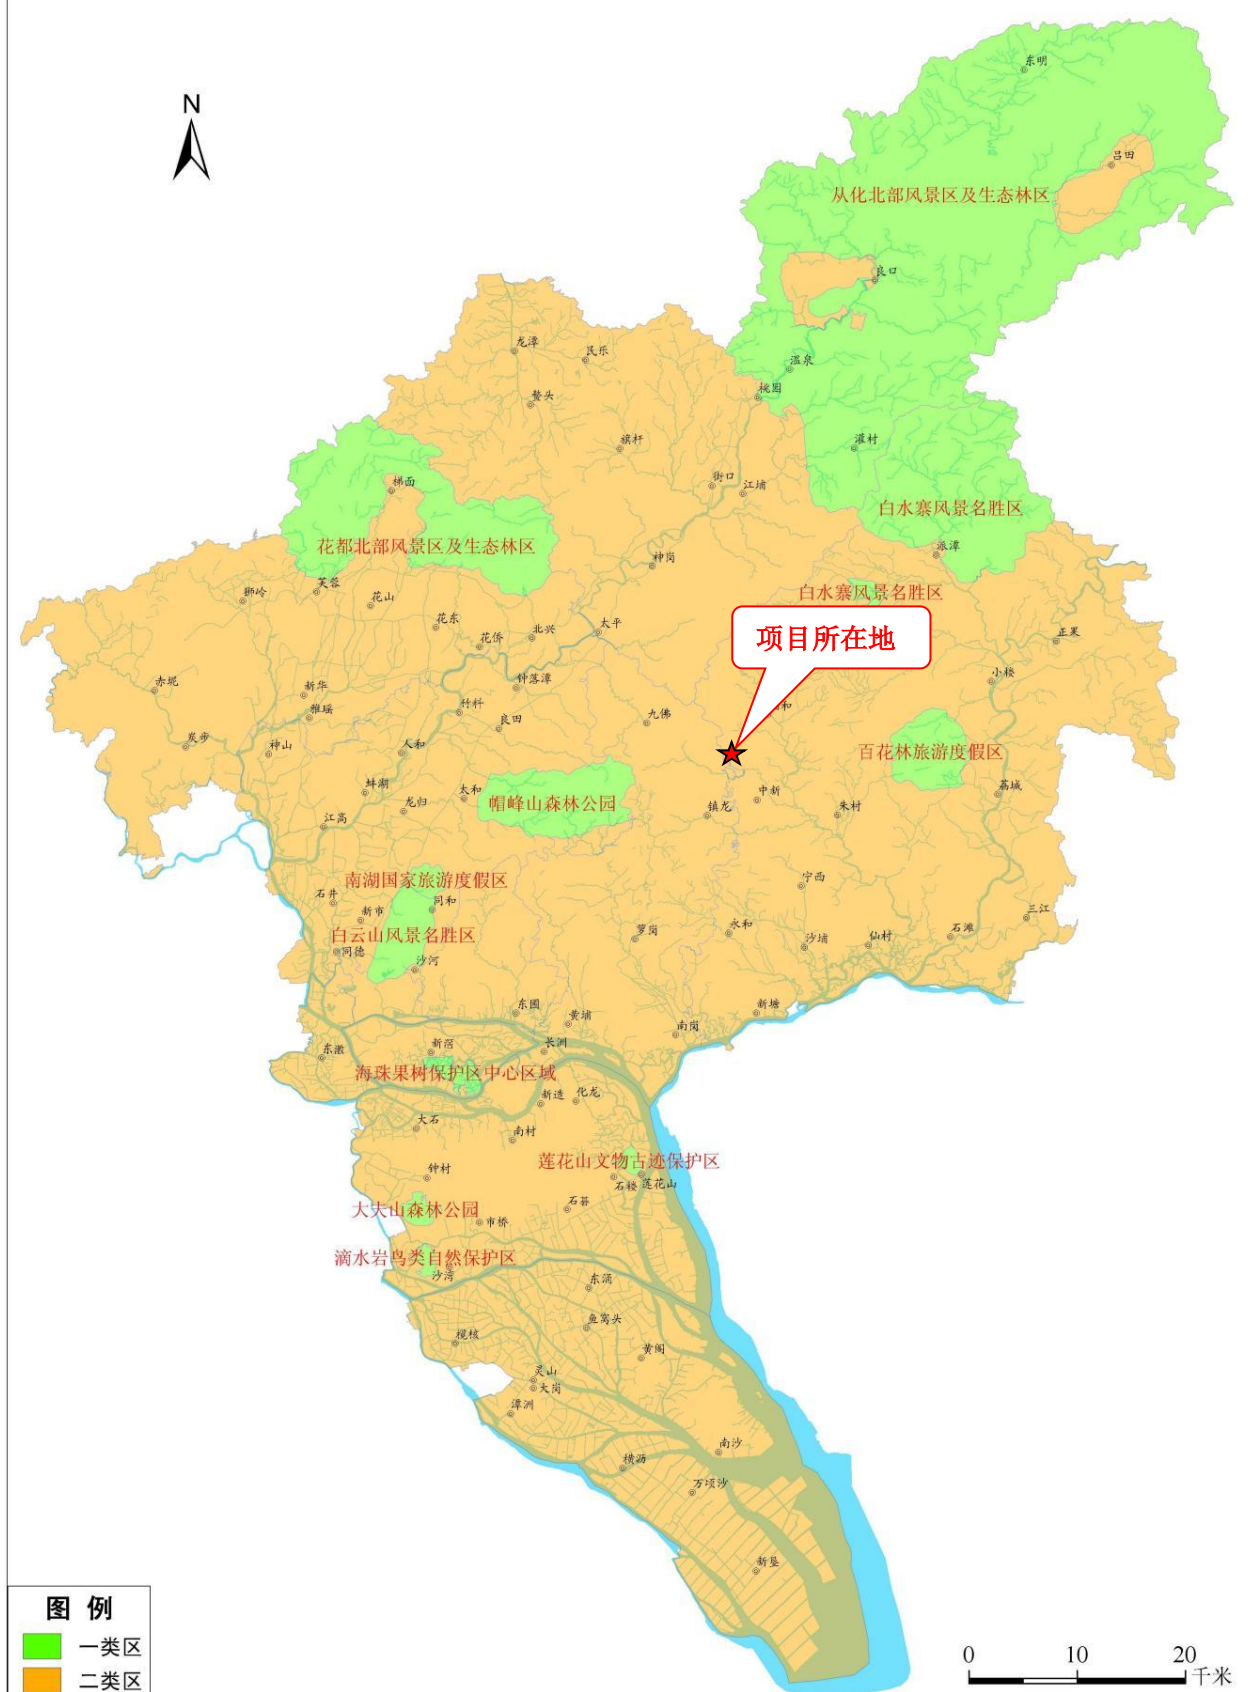 N
东明
吕田
从化北部风景区及生态林区
良口
龙潭
民乐
温泉
鳌头
桃园
旗杆
灌村
街口
江埔
梯面
白水寨风景名胜区
花都北部风景区及生态林区
派潭
神岗
芙蓉
狮岭
花山
白水寨风景名胜区
花东
北兴
太平
正果
花侨
项目所在地
小楼
赤坭
钟落潭
新华
雅瑶
竹料
良田
九佛
和
炭步
神山
人和
百花林旅游度假区
蚌湖
太和
龙归
帽峰山森林公园
中新
荔城
江高
镇龙
朱村
南湖国家旅游度假区
石井
同和
宁西
新市
白云山风景名胜区
三江
同德
萝岗
永和
沙埔
仙村
石滩
沙河
东圃
黄埔
新塘
南岗
东漖
新滘
长洲
海珠果树保护区中心区域
新造
化龙
大石
南村
莲花山文物古迹保护区
钟村
石楼
莲花山
大夫山森林公园
石碁
市桥
滴水岩鸟类自然保护区
沙湾
东涌
鱼窝头
榄核
黄阁
灵山
大岗
潭洲
南沙
横沥
万顷沙
新垦
图 例
一类区
二类区
0 10 20
千米